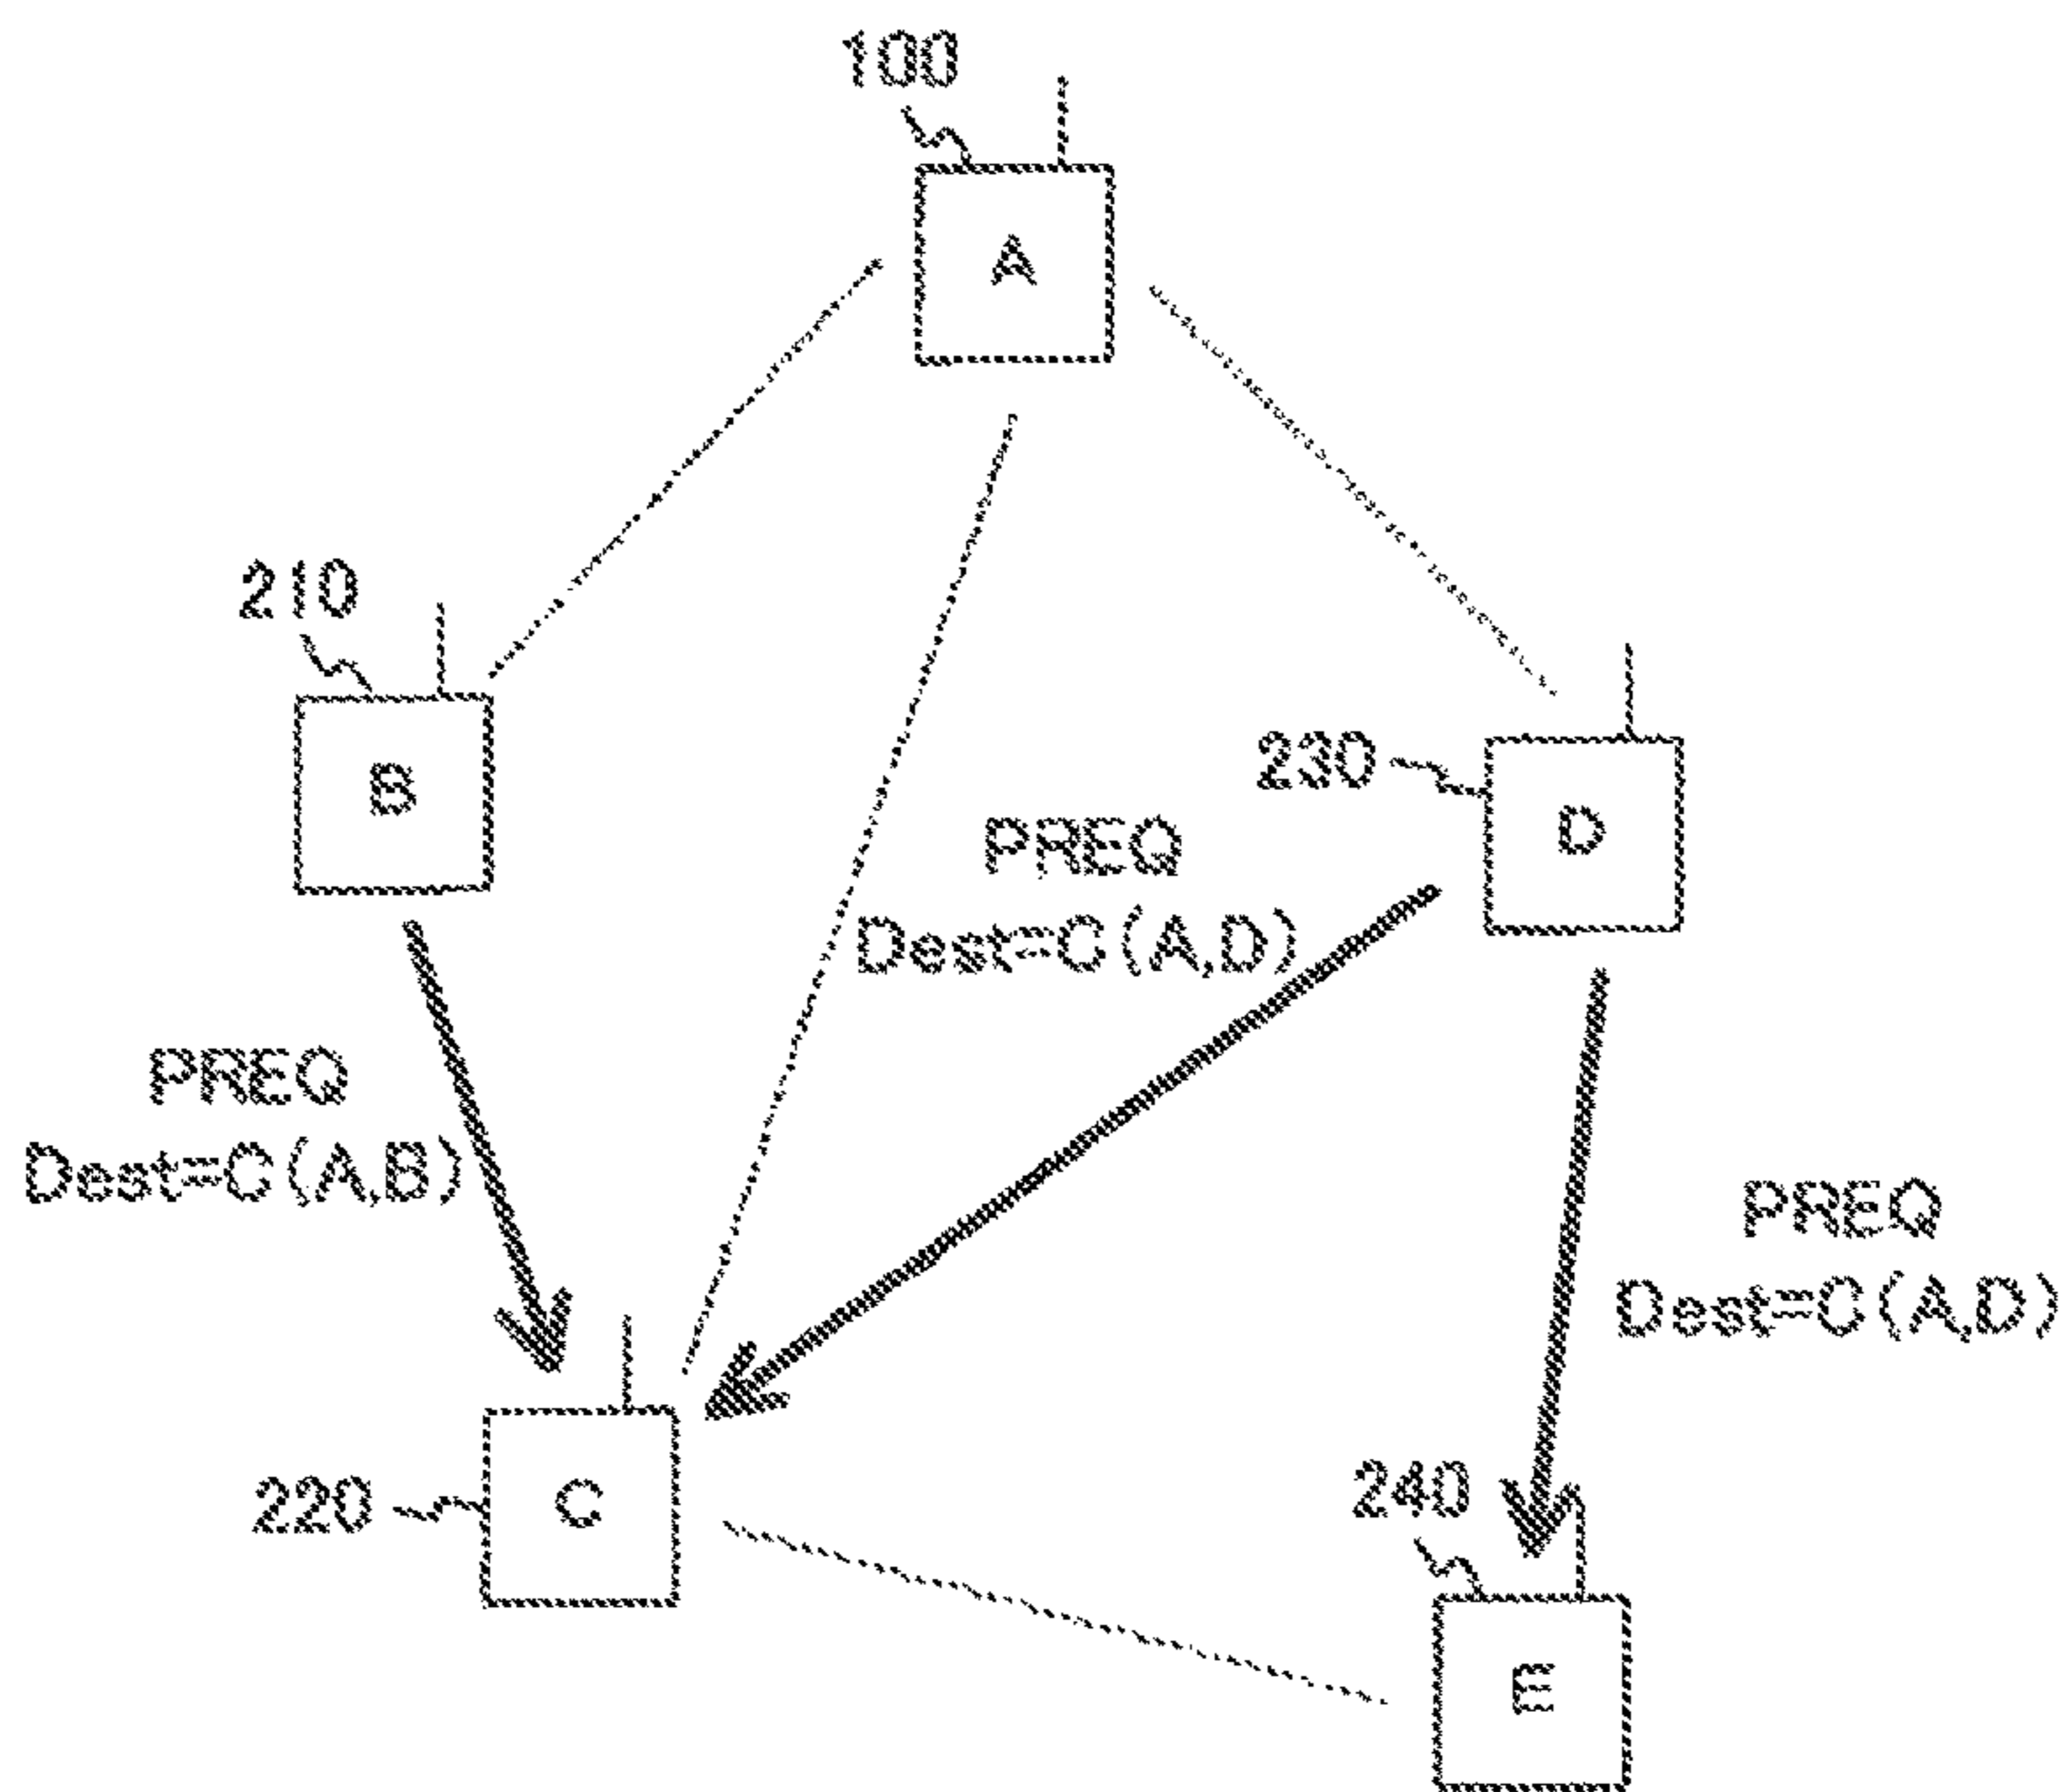 100
A
210
B
230
D
PREQ
Dest=C(A,D)
PREQ
Dest=C(A,B)
PREQ
Dest=C(A,D)
220
C
240
E